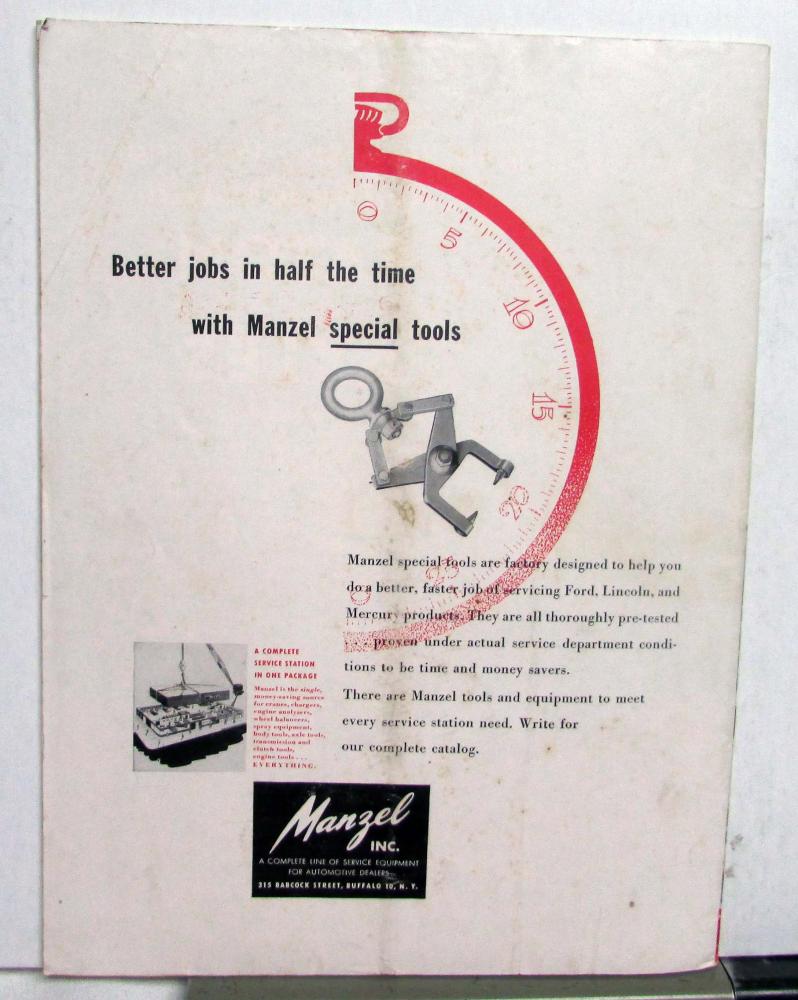 0
5
10
15
20
25
Better jobs in half the time
with Manzel special tools
Manzel special tools are factory designed to help you
do a better, faster job of servicing Ford, Lincoln, and
Mercury products. They are all thoroughly pre-tested
. . . proven under actual service department condi-
tions to be time and money savers.
There are Manzel tools and equipment to meet
every service station need. Write for
our complete catalog.
A COMPLETE
SERVICE STATION
IN ONE PACKAGE
Manzel is the single,
money-saving source
for cranes, chargers,
engine analyzers,
wheel balancers,
spray equipment,
body tools, axle tools,
transmission and
clutch tools,
engine tools . . .
EVERYTHING.
Manzel
INC.
A COMPLETE LINE OF SERVICE EQUIPMENT
FOR AUTOMOTIVE DEALERS
315 BABCOCK STREET, BUFFALO 10, N. Y.